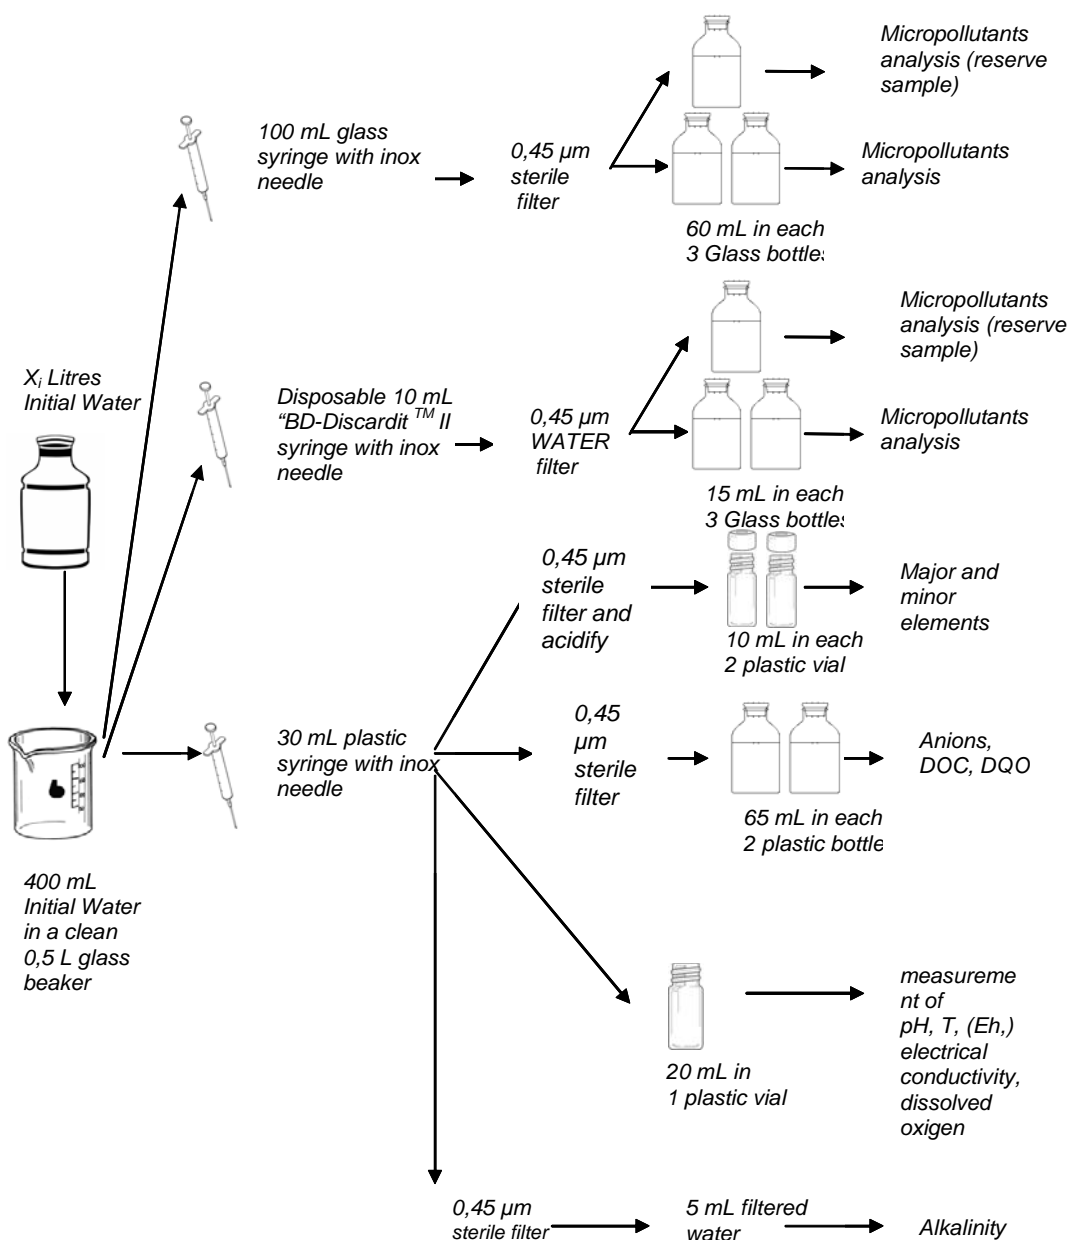 Micropollutants
analysis (reserve
sample)
100 mL glass
syringe with inox
needle
0,45 µm
sterile
filter
Micropollutants
analysis
60 mL in each
3 Glass bottles
Xi Litres
Initial Water
Disposable 10 mL
“BD-Discardit TM II
syringe with inox
needle
0,45 µm
WATER
filter
Micropollutants
analysis (reserve
sample)
Micropollutants
analysis
15 mL in each
3 Glass bottles
0,45 µm
sterile
filter and
acidify
10 mL in each
2 plastic vial
Major and
minor
elements
30 mL plastic
syringe with inox
needle
0,45
µm
sterile
filter
65 mL in each
2 plastic bottle
Anions,
DOC, DQO
400 mL
Initial Water
in a clean
0,5 L glass
beaker
20 mL in
1 plastic vial
measureme
nt of
pH, T, (Eh,)
electrical
conductivity,
dissolved
oxigen
0,45 µm
sterile filter
5 mL filtered
water
Alkalinity